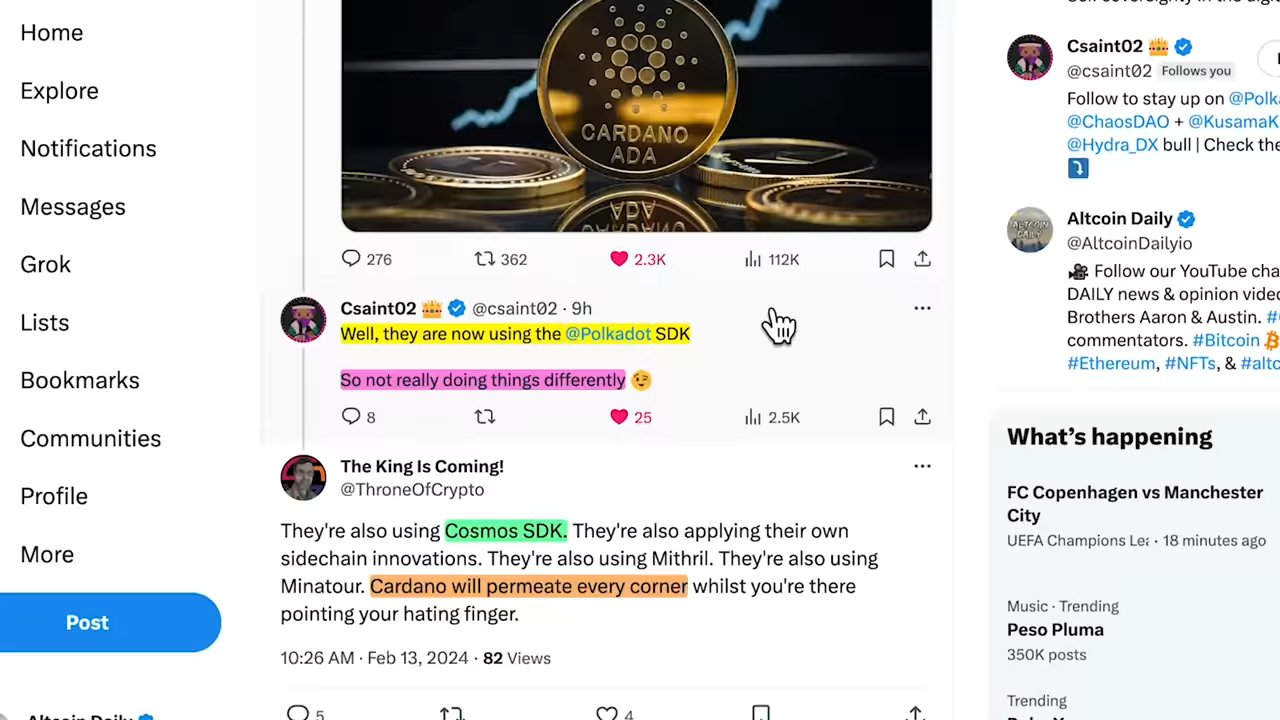 Home
Explore
Notifications
Messages
Grok
Lists
Bookmarks
Communities
Profile
More
Post
Altcoin Daily
CARDANO
ADA
276
362
2.3K
112K
Csaint02 👑 @csaint02 · 9h
Well, they are now using the @Polkadot SDK
So not really doing things differently 😉
8
25
2.5K
The King Is Coming!
@ThroneOfCrypto
They're also using Cosmos SDK. They're also applying their own
sidechain innovations. They're also using Mithril. They're also using
Minatour. Cardano will permeate every corner whilst you're there
pointing your hating finger.
10:26 AM · Feb 13, 2024 · 82 Views
5
4
Csaint02 👑
@csaint02 Follows you
Follow to stay up on @Polka
@ChaosDAO + @KusamaK
@Hydra_DX bull | Check the
Altcoin Daily
@AltcoinDailyio
🎥 Follow our YouTube cha
DAILY news & opinion video
Brothers Aaron & Austin.
commentators. #Bitcoin
#Ethereum, #NFTs, & #altc
What's happening
FC Copenhagen vs Manchester
City
UEFA Champions Le · 18 minutes ago
Music · Trending
Peso Pluma
350K posts
Trending